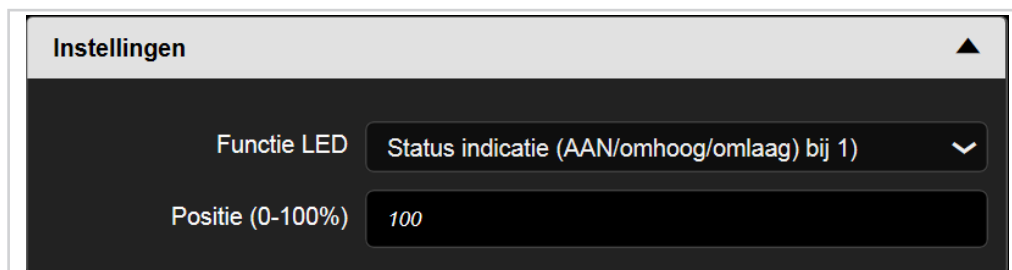 Instellingen
Functie LED Status indicatie (AAN/omhoog/omlaag) bij 1)
Positie (0-100%) 100